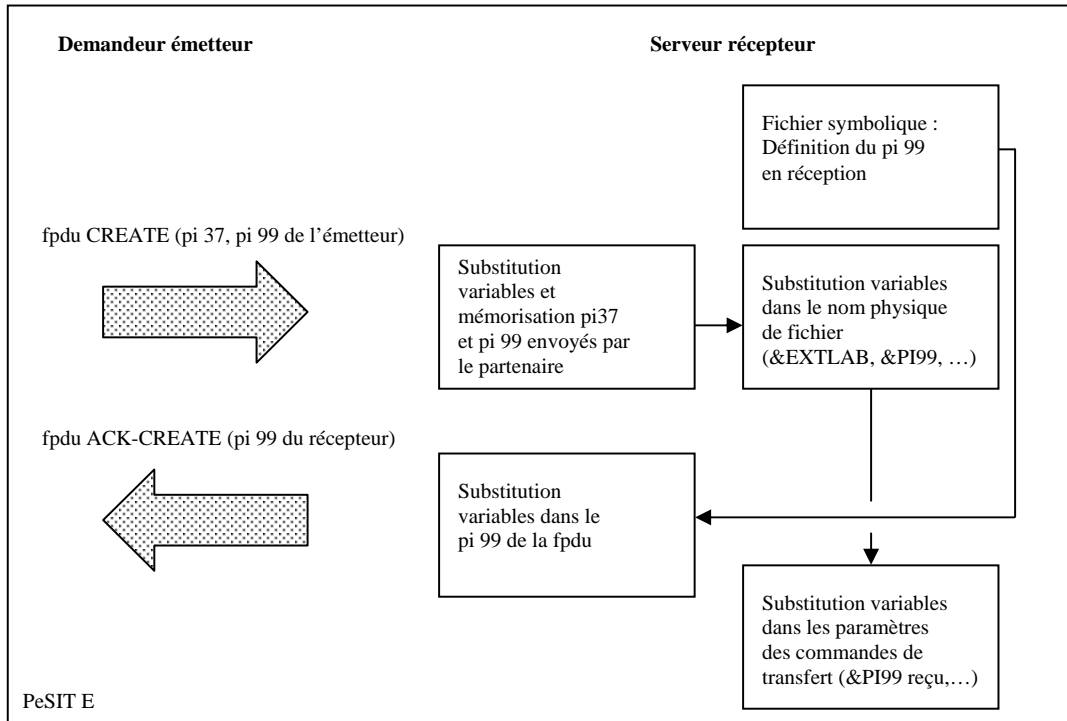 Demandeur émetteur
Serveur récepteur
Fichier symbolique :
Définition du pi 99
en réception
fpdu CREATE (pi 37, pi 99 de l’émetteur)
Substitution
variables et
mémorisation pi37
et pi 99 envoyés par
le partenaire
Substitution variables
dans le nom physique
de fichier
(&EXTLAB, &PI99, …)
fpdu ACK-CREATE (pi 99 du récepteur)
Substitution
variables dans le
pi 99 de la fpdu
Substitution variables
dans les paramètres
des commandes de
transfert (&PI99 reçu,…)
PeSIT E